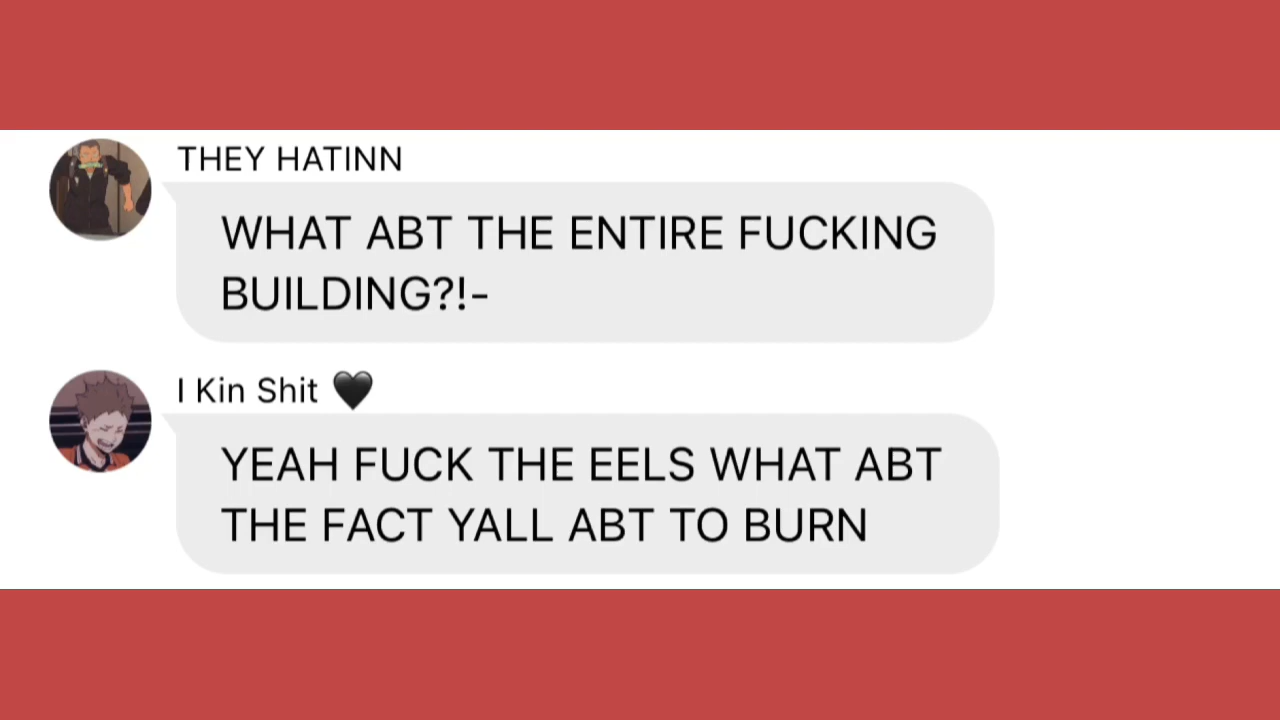 THEY HATINN
WHAT ABT THE ENTIRE FUCKING
BUILDING?!-
I Kin Shit 🖤
YEAH FUCK THE EELS WHAT ABT
THE FACT YALL ABT TO BURN